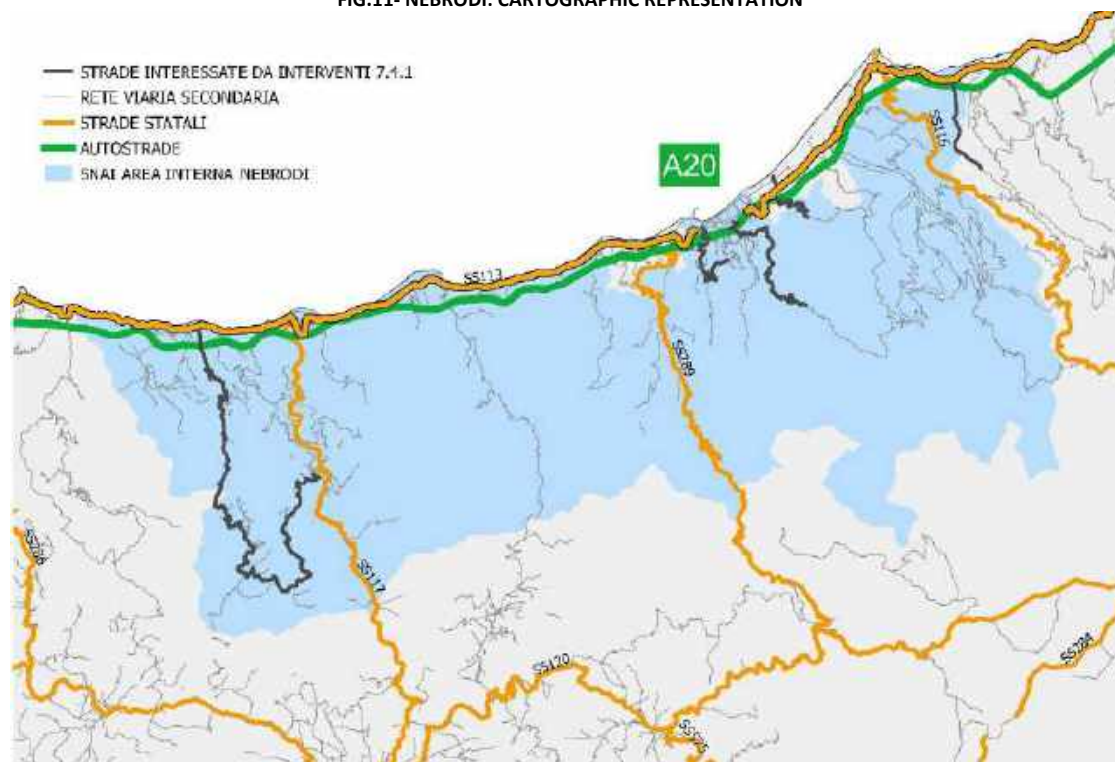 FIG.11- NEBRODI: CARTOGRAPHIC REPRESENTATION
STRADE INTERESSATE DA INTERVENTI 7.4.1
RETE VIARIA SECONDARIA
STRADE STATALI
AUTOSTRADE
SNAI AREA INTERNA NEBRODI
A20
SS116
SS113
SS289
SS117
SS120